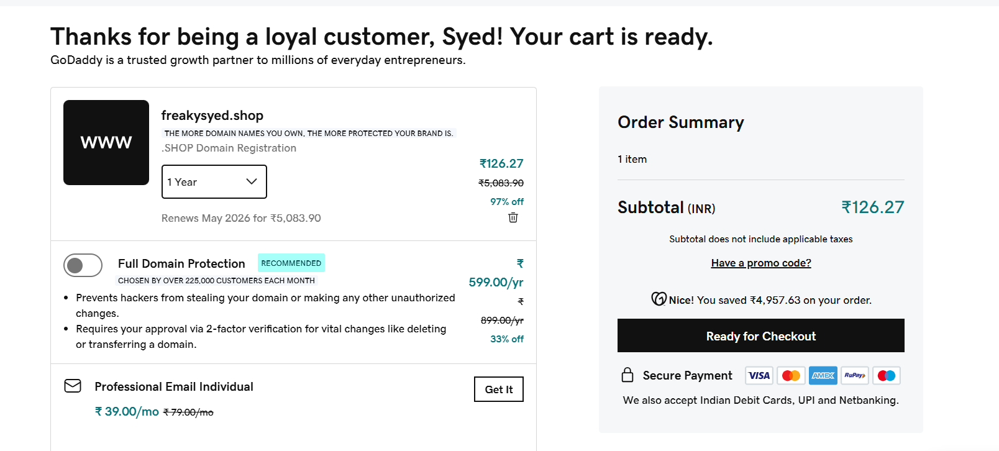 Thanks for being a loyal customer, Syed! Your cart is ready.
GoDaddy is a trusted growth partner to millions of everyday entrepreneurs.
www
freakysyed.shop
THE MORE DOMAIN NAMES YOU OWN, THE MORE PROTECTED YOUR BRAND IS.
.SHOP Domain Registration
1 Year
₹126.27
₹5,083.90
97% off
Renews May 2026 for ₹5,083.90
Full Domain Protection
RECOMMENDED
CHOSEN BY OVER 225,000 CUSTOMERS EACH MONTH
₹
599.00/yr
₹
899.00/yr
33% off
• Prevents hackers from stealing your domain or making any other unauthorized
changes.
• Requires your approval via 2-factor verification for vital changes like deleting
or transferring a domain.
Professional Email Individual
₹ 39.00/mo ₹ 79.00/mo
Get It
Order Summary
1 item
Subtotal (INR)
₹126.27
Subtotal does not include applicable taxes
Have a promo code?
Nice! You saved ₹4,957.63 on your order.
Ready for Checkout
Secure Payment
VISA
AMEX
RuPay
We also accept Indian Debit Cards, UPI and Netbanking.